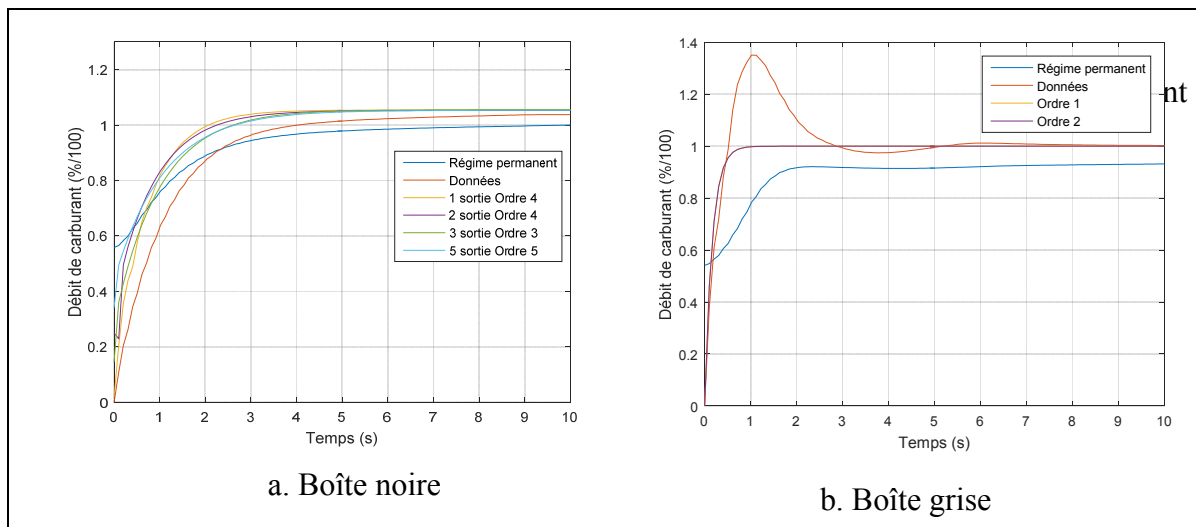 1.2
1
0.8
0.6
0.4
0.2
0
0 1 2 3 4 5 6 7 8 9 10
Débit de carburant (%/100)
Temps (s)
Régime permanent
Données
1 sortie Ordre 4
2 sortie Ordre 4
3 sortie Ordre 3
5 sortie Ordre 5
a. Boîte noire
1.4
1.2
1
0.8
0.6
0.4
0.2
0
0 1 2 3 4 5 6 7 8 9 10
Débit de carburant (%/100)
Temps (s)
Régime permanent
Données
Ordre 1
Ordre 2
nt
b. Boîte grise